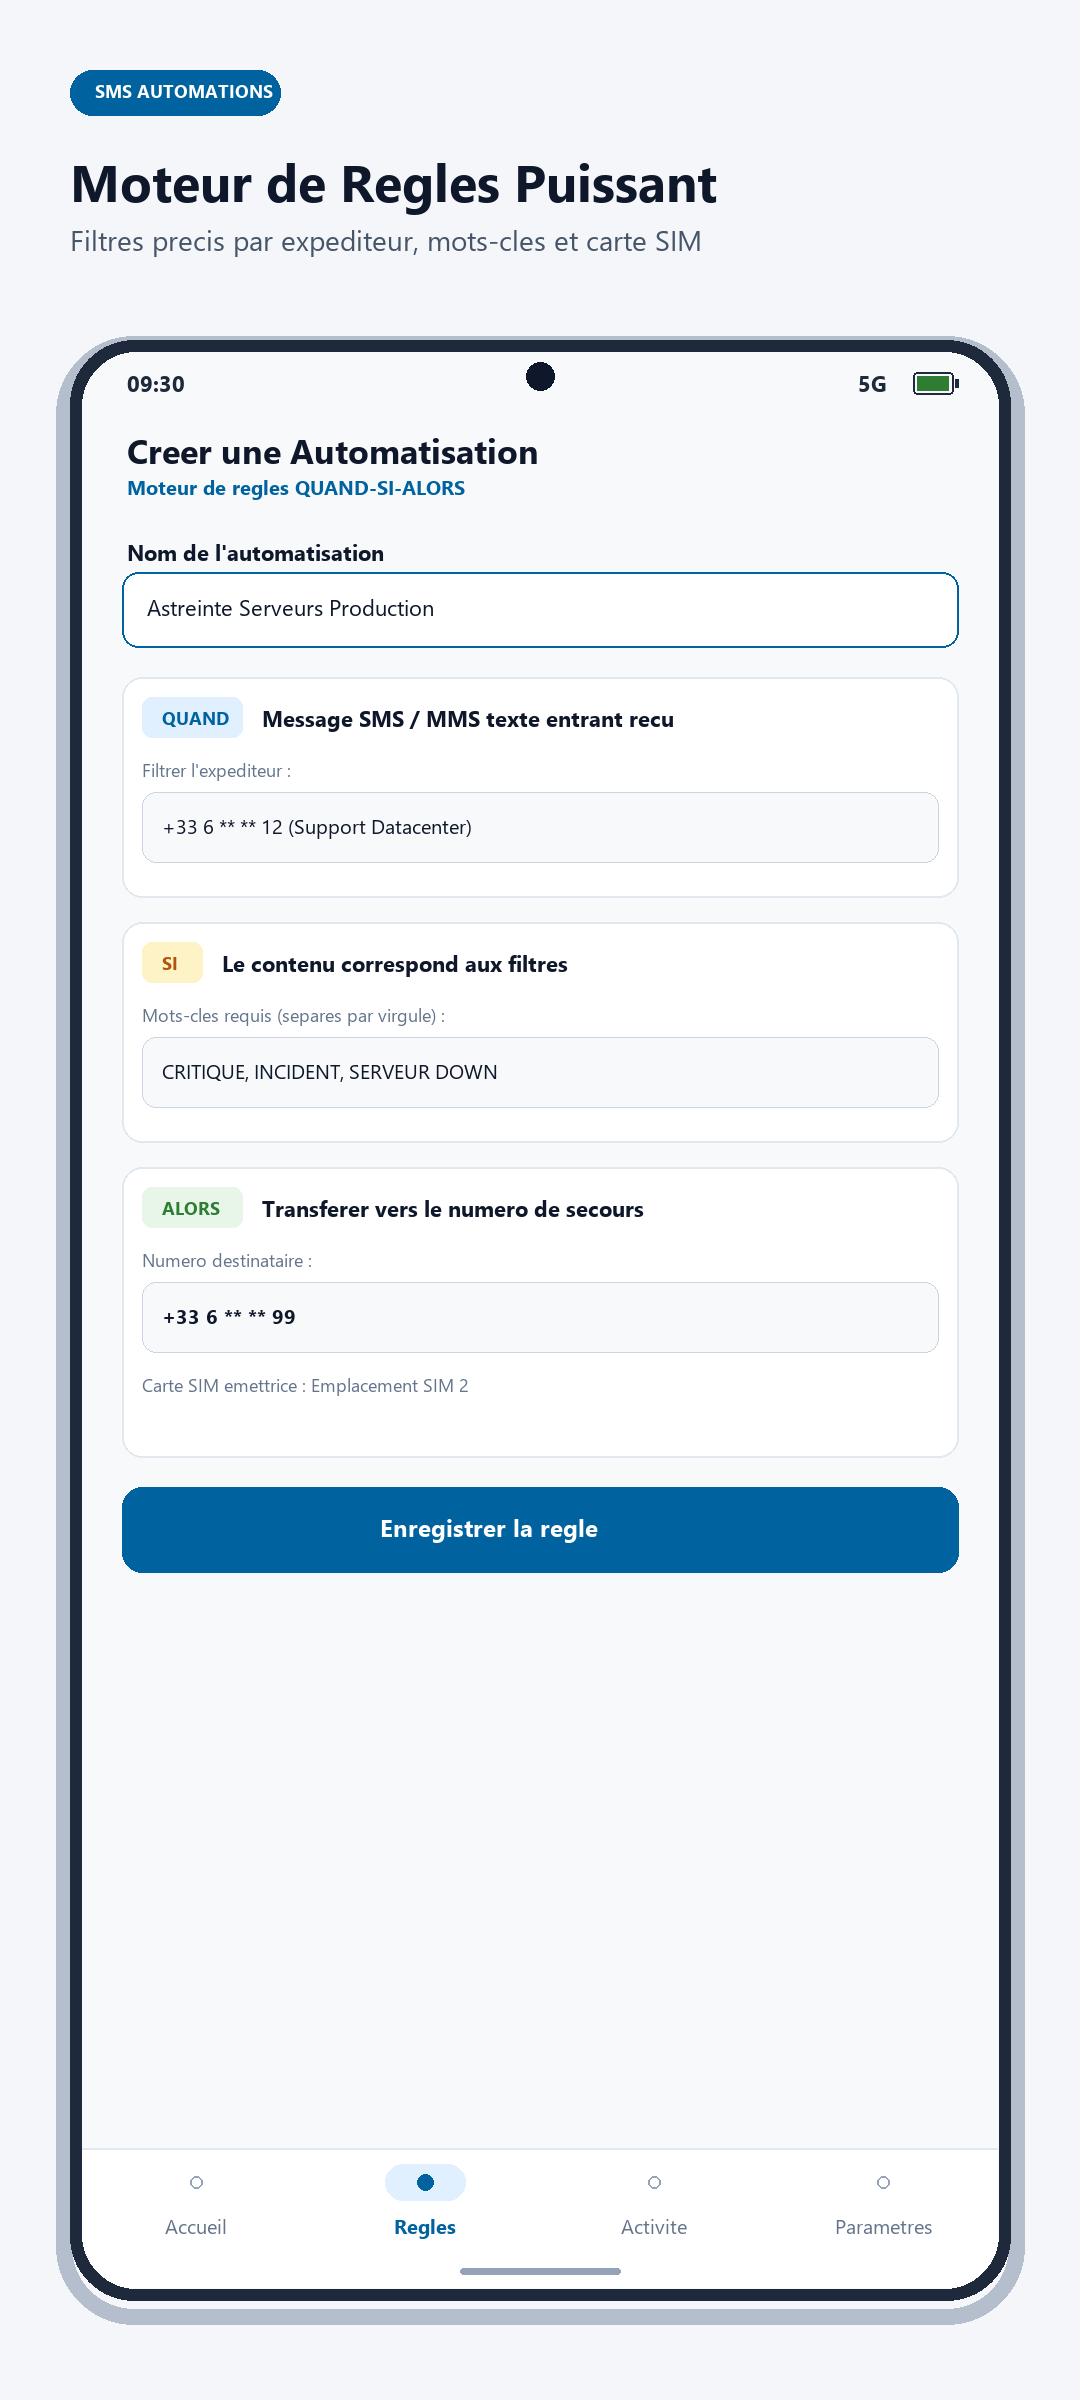 SMS AUTOMATIONS
Moteur de Regles Puissant
Filtres precis par expediteur, mots-cles et carte SIM
09:30
5G
Creer une Automatisation
Moteur de regles QUAND-SI-ALORS
Nom de l'automatisation
Astreinte Serveurs Production
QUAND Message SMS / MMS texte entrant recu
Filtrer l'expediteur :
+33 6 ** ** 12 (Support Datacenter)
SI Le contenu correspond aux filtres
Mots-cles requis (separes par virgule) :
CRITIQUE, INCIDENT, SERVEUR DOWN
ALORS Transferer vers le numero de secours
Numero destinataire :
+33 6 ** ** 99
Carte SIM emettrice : Emplacement SIM 2
Enregistrer la regle
Accueil
Regles
Activite
Parametres